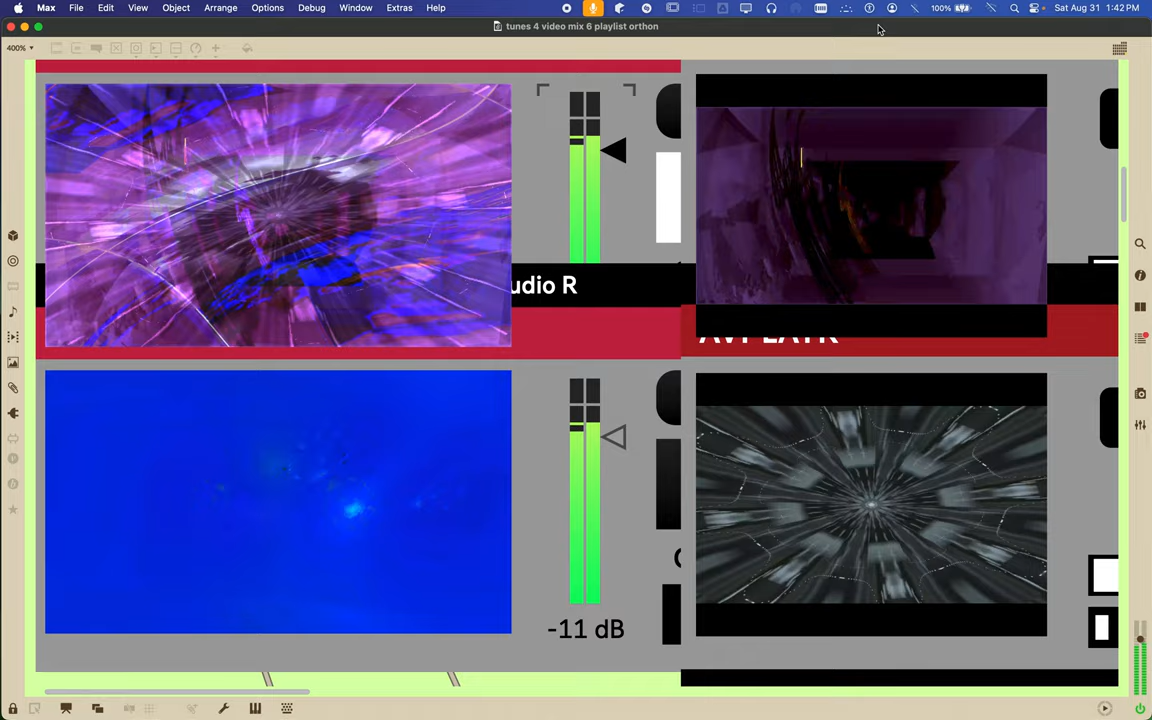 Max File Edit View Object Arrange Options Debug Window Extras Help 100% Sat Aug 31 1:42 PM
tunes 4 video mix 6 playlist orthon
400%
udio R
-11 dB